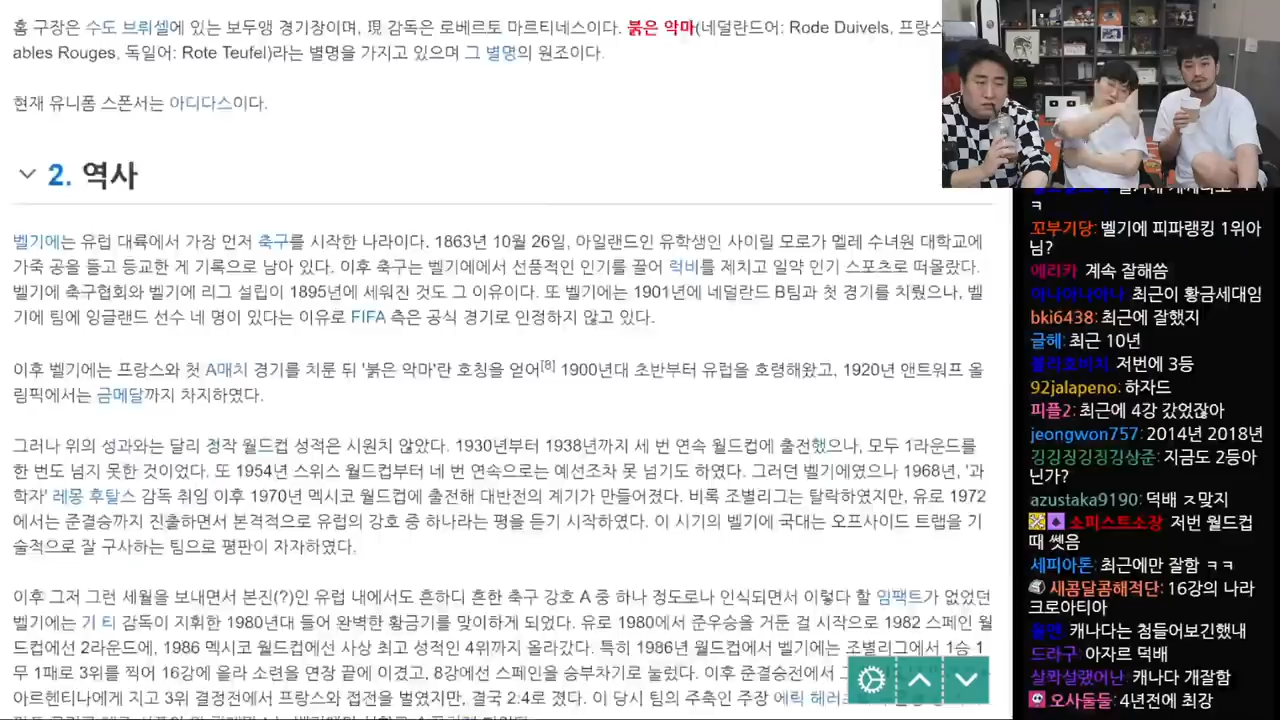 홈 구장은 수도 브뤼셀에 있는 보두앵 경기장이며, 現 감독은 로베르토 마르티네스이다. 붉은 악마(네덜란드어: Rode Duivels, 프랑스
ables Rouges, 독일어: Rote Teufel)라는 별명을 가지고 있으며 그 별명의 원조이다.
현재 유니폼 스폰서는 아디다스이다.
2. 역사
벨기에는 유럽 대륙에서 가장 먼저 축구를 시작한 나라이다. 1863년 10월 26일, 아일랜드인 유학생인 사이릴 모로가 멜레 수녀원 대학교에
가죽 공을 들고 등교한 게 기록으로 남아 있다. 이후 축구는 벨기에에서 선풍적인 인기를 끌어 럭비를 제치고 일약 인기 스포츠로 떠올랐다.
벨기에 축구협회와 벨기에 리그 설립이 1895년에 세워진 것도 그 이유이다. 또 벨기에는 1901년에 네덜란드 B팀과 첫 경기를 치뤘으나, 벨
기에 팀에 잉글랜드 선수 네 명이 있다는 이유로 FIFA 측은 공식 경기로 인정하지 않고 있다.
이후 벨기에는 프랑스와 첫 A매치 경기를 치룬 뒤 '붉은 악마'란 호칭을 얻어[8] 1900년대 초반부터 유럽을 호령해왔고, 1920년 앤트워프 올
림픽에서는 금메달까지 차지하였다.
그러나 위의 성과와는 달리 정작 월드컵 성적은 시원치 않았다. 1930년부터 1938년까지 세 번 연속 월드컵에 출전했으나, 모두 1라운드를
한 번도 넘지 못한 것이었다. 또 1954년 스위스 월드컵부터 네 번 연속으로는 예선조차 못 넘기도 하였다. 그러던 벨기에였으나 1968년, '과
학자' 레몽 후탈스 감독 취임 이후 1970년 멕시코 월드컵에 출전해 대반전의 계기가 만들어졌다. 비록 조별리그는 탈락하였지만, 유로 1972
에서는 준결승까지 진출하면서 본격적으로 유럽의 강호 중 하나라는 평을 듣기 시작하였다. 이 시기의 벨기에 국대는 오프사이드 트랩을 기
술적으로 잘 구사하는 팀으로 평판이 자자하였다.
이후 그저 그런 세월을 보내면서 본진(?)인 유럽 내에서도 흔하디 흔한 축구 강호 A 중 하나 정도로나 인식되면서 이렇다 할 임팩트가 없었던
벨기에는 기 티 감독이 지휘한 1980년대 들어 완벽한 황금기를 맞이하게 되었다. 유로 1980에서 준우승을 거둔 걸 시작으로 1982 스페인 월
드컵에선 2라운드에, 1986 멕시코 월드컵에선 사상 최고 성적인 4위까지 올라갔다. 특히 1986년 월드컵에서 벨기에는 조별리그에서 1승 1
무 1패로 3위를 찍어 16강에 올라 소련을 연장 끝에 이겼고, 8강에선 스페인을 승부차기로 눌렀다. 이후 준결승전에서
아르헨티나에게 지고 3위 결정전에서 프랑스와 접전을 벌였지만, 결국 2:4로 졌다. 이 당시 팀의 주축인 주장 에릭
ㅋ
꼬부기당: 벨기에 피파랭킹 1위아
님?
에리카 계속 잘해씀
아니아나아니 최근이 황금세대임
bki6438: 최근에 잘했지
글헤: 최근 10년
저번에 3등
92jalapeno: 하자드
피플2: 최근에 4강 갔었잖아
jeongwon757: 2014년 2018년
깅깅징깅징깅상준: 지금도 2등아
닌가?
azustaka9190: 덕배 ㅈ맞지
소피스트소장 저번 월드컵
때 쎗음
세피아톤: 최근에만 잘함 ㅋㅋ
새콤달콤해적단: 16강의 나라
크로아티아
캐나다는 첨들어보긴했내
드라구: 아자르 덕배
살짝설랬어난: 캐나다 개잘함
오사둘둘: 4년전에 최강